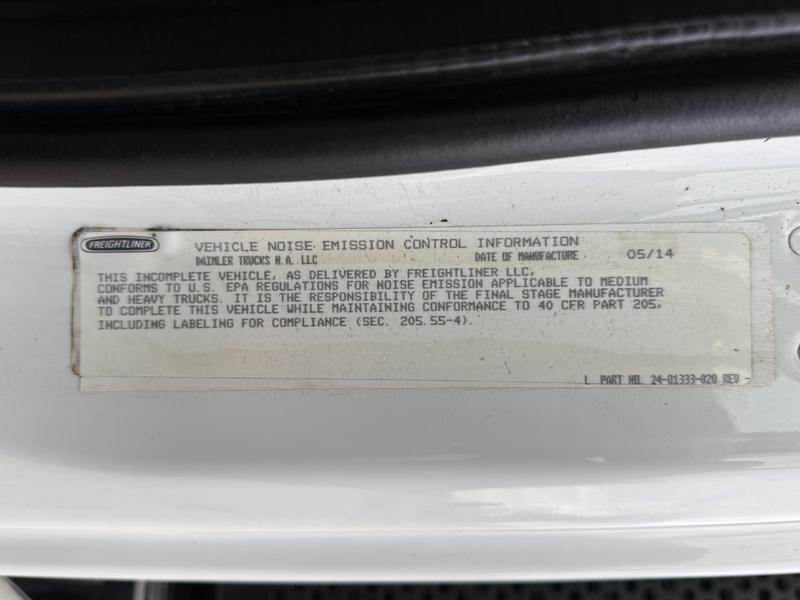 FREIGHTLINER
VEHICLE NOISE EMISSION CONTROL INFORMATION
DAIMLER TRUCKS N.A. LLC DATE OF MANUFACTURE 05/14
THIS INCOMPLETE VEHICLE, AS DELIVERED BY FREIGHTLINER LLC,
CONFORMS TO U.S. EPA REGULATIONS FOR NOISE EMISSION APPLICABLE TO MEDIUM
AND HEAVY TRUCKS. IT IS THE RESPONSIBILITY OF THE FINAL STAGE MANUFACTURER
TO COMPLETE THIS VEHICLE WHILE MAINTAINING CONFORMANCE TO 40 CFR PART 205,
INCLUDING LABELING FOR COMPLIANCE (SEC. 205.55-4).
L PART NO. 24-01333-020 REV -